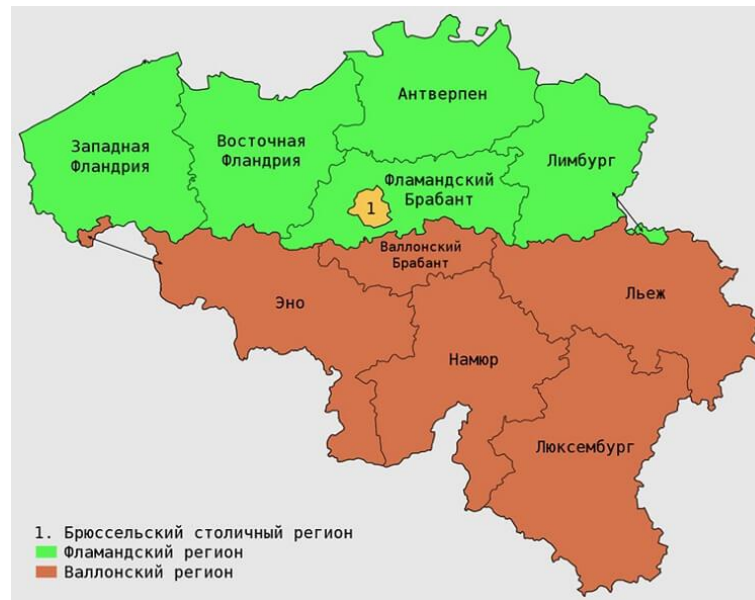 Антверпен
Западная
Фландрия
Восточная
Фландрия
Лимбург
Фламандский
Брабант
1
Валлонский
Брабант
Эно
Льеж
Намюр
Люксембург
1. Брюссельский столичный регион
Фламандский регион
Валлонский регион